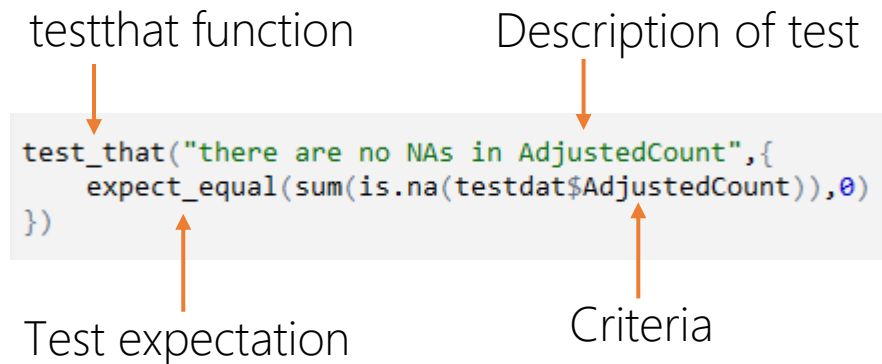 testthat function
Description of test
test_that("there are no NAs in AdjustedCount",{
    expect_equal(sum(is.na(testdat$AdjustedCount)),0)
})
Test expectation
Criteria